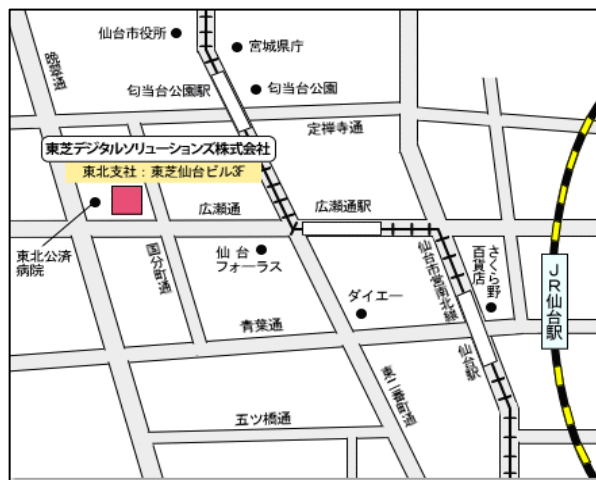 仙台市役所
宮城県庁
晩翠通
勾当台公園駅
勾当台公園
定禅寺通
東芝デジタルソリューションズ株式会社
東北支社：東芝仙台ビル3F
広瀬通
広瀬通駅
東北公済
病院
国分町通
仙台
フォーラス
仙台市営南北線
さくら野
百貨店
JR仙台駅
ダイエー
青葉通
仙台駅
東二番町通
五ツ橋通